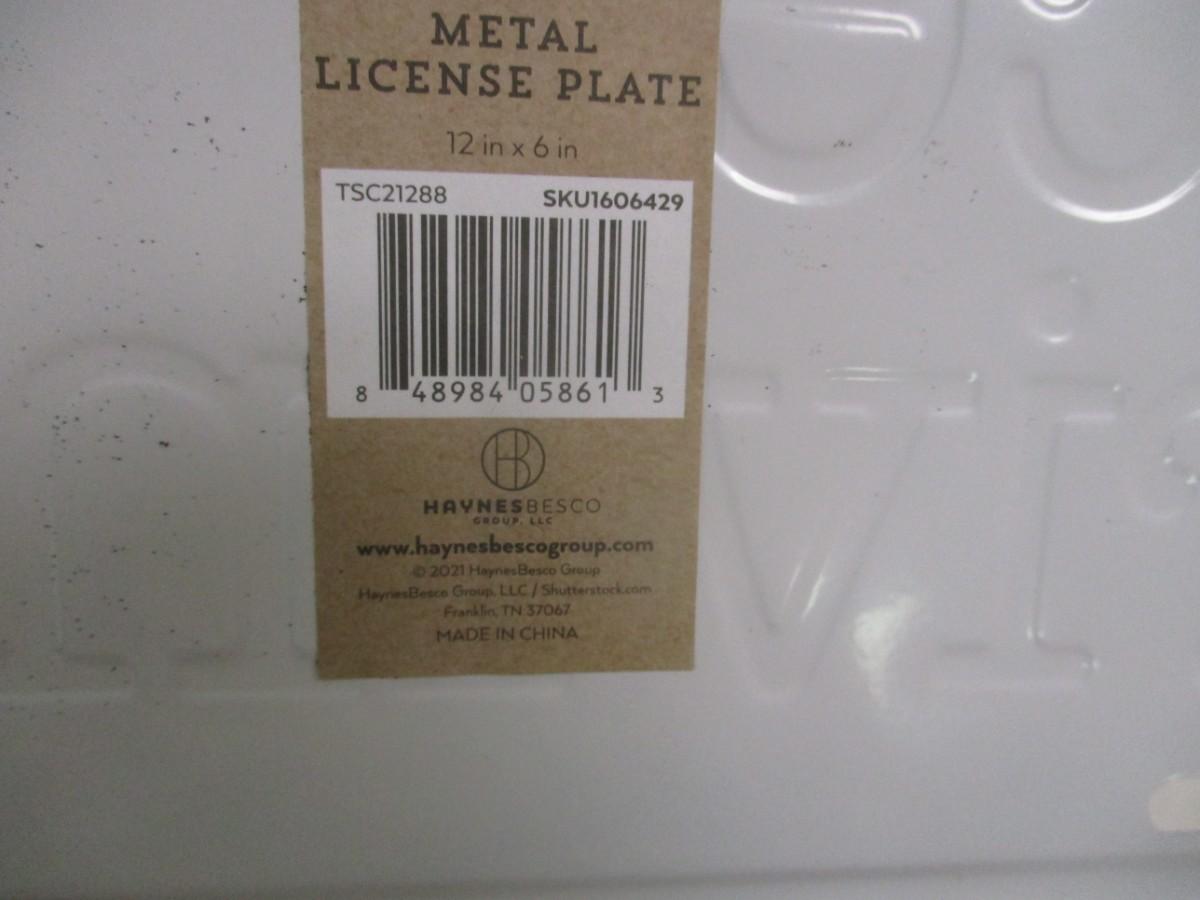 METAL
LICENSE PLATE
12 in x 6 in
TSC21288 SKU1606429
8 48984 05861 3
HB
HAYNESBESCO
GROUP, LLC
www.haynesbescogroup.com
© 2021 HaynesBesco Group
HaynesBesco Group, LLC / Shutterstock.com
Franklin, TN 37067
MADE IN CHINA